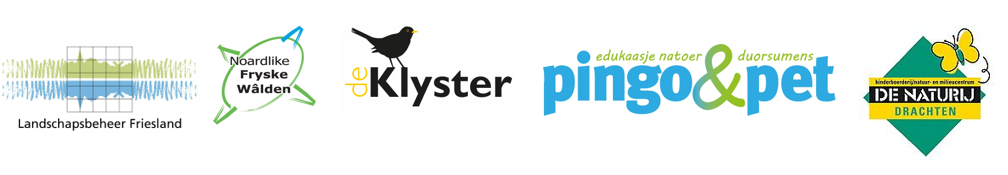 Landschapsbeheer Friesland
Noardlike
Fryske
Wâlden
de Klyster
edukaasje natoer & duorsumens
pingo & pet
kinderboerderij/natuur- en milieucentrum
DE NATURIJ
DRACHTEN